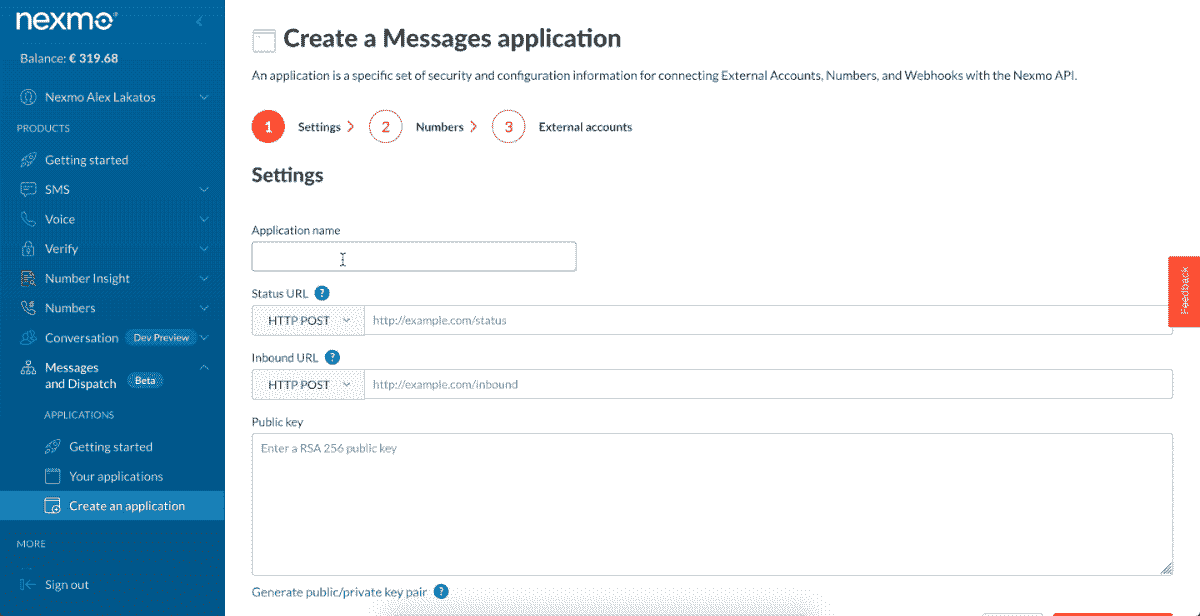 nexmo
Balance: € 319.68
Nexmo Alex Lakatos
PRODUCTS
Getting started
SMS
Voice
Verify
Number Insight
Numbers
Conversation Dev Preview
Messages
and Dispatch Beta
APPLICATIONS
Getting started
Your applications
Create an application
MORE
Sign out
Create a Messages application
An application is a specific set of security and configuration information for connecting External Accounts, Numbers, and Webhooks with the Nexmo API.
1 Settings 2 Numbers 3 External accounts
Settings
Application name
Status URL ?
HTTP POST http://example.com/status
Inbound URL ?
HTTP POST http://example.com/inbound
Public key
Enter a RSA 256 public key
Generate public/private key pair ?
Feedback